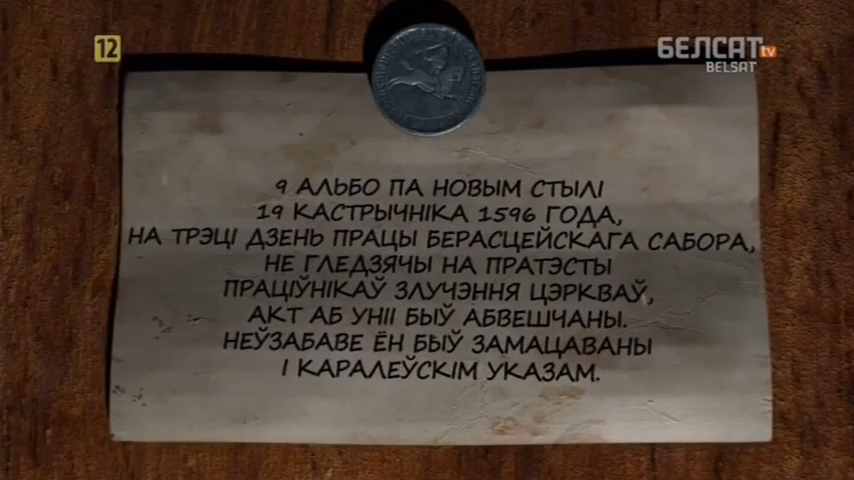 12
БЕЛСАТ tv
BELSAT
9 АЛЬБО ПА НОВЫМ СТЫЛІ
19 КАСТРЫЧНІКА 1596 ГОДА,
НА ТРЭЦІ ДЗЕНЬ ПРАЦЫ БЕРАСЦЕЙСКАГА САБОРА,
НЕ ГЛЕДЗЯЧЫ НА ПРАТЭСТЫ
ПРАЦІЎНІКАЎ ЗЛУЧЭННЯ ЦЭРКВАЎ,
АКТ АБ УНІІ БЫЎ АБВЕШЧАНЫ.
НЕЎЗАБАВЕ ЁН БЫЎ ЗАМАЦАВАНЫ
І КАРАЛЕЎСКІМ УКАЗАМ.